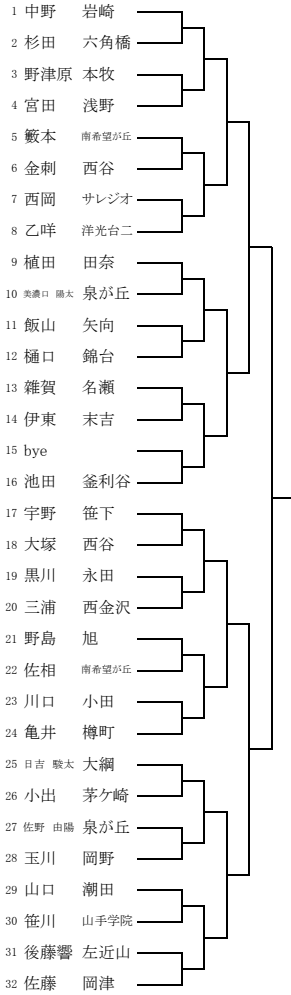 1 中野 岩崎
2 杉田 六角橋
3 野津原 本牧
4 宮田 浅野
5 籔本 南希望が丘
6 金刺 西谷
7 西岡 サレジオ
8 乙咩 洋光台二
9 植田 田奈
10 美濃口 陽太 泉が丘
11 飯山 矢向
12 樋口 錦台
13 雜賀 名瀬
14 伊東 末吉
15 bye
16 池田 釜利谷
17 宇野 笹下
18 大塚 西谷
19 黒川 永田
20 三浦 西金沢
21 野島 旭
22 佐相 南希望が丘
23 川口 小田
24 亀井 樽町
25 日吉 駿太 大綱
26 小出 茅ケ崎
27 佐野 由陽 泉が丘
28 玉川 岡野
29 山口 潮田
30 笹川 山手学院
31 後藤響 左近山
32 佐藤 岡津